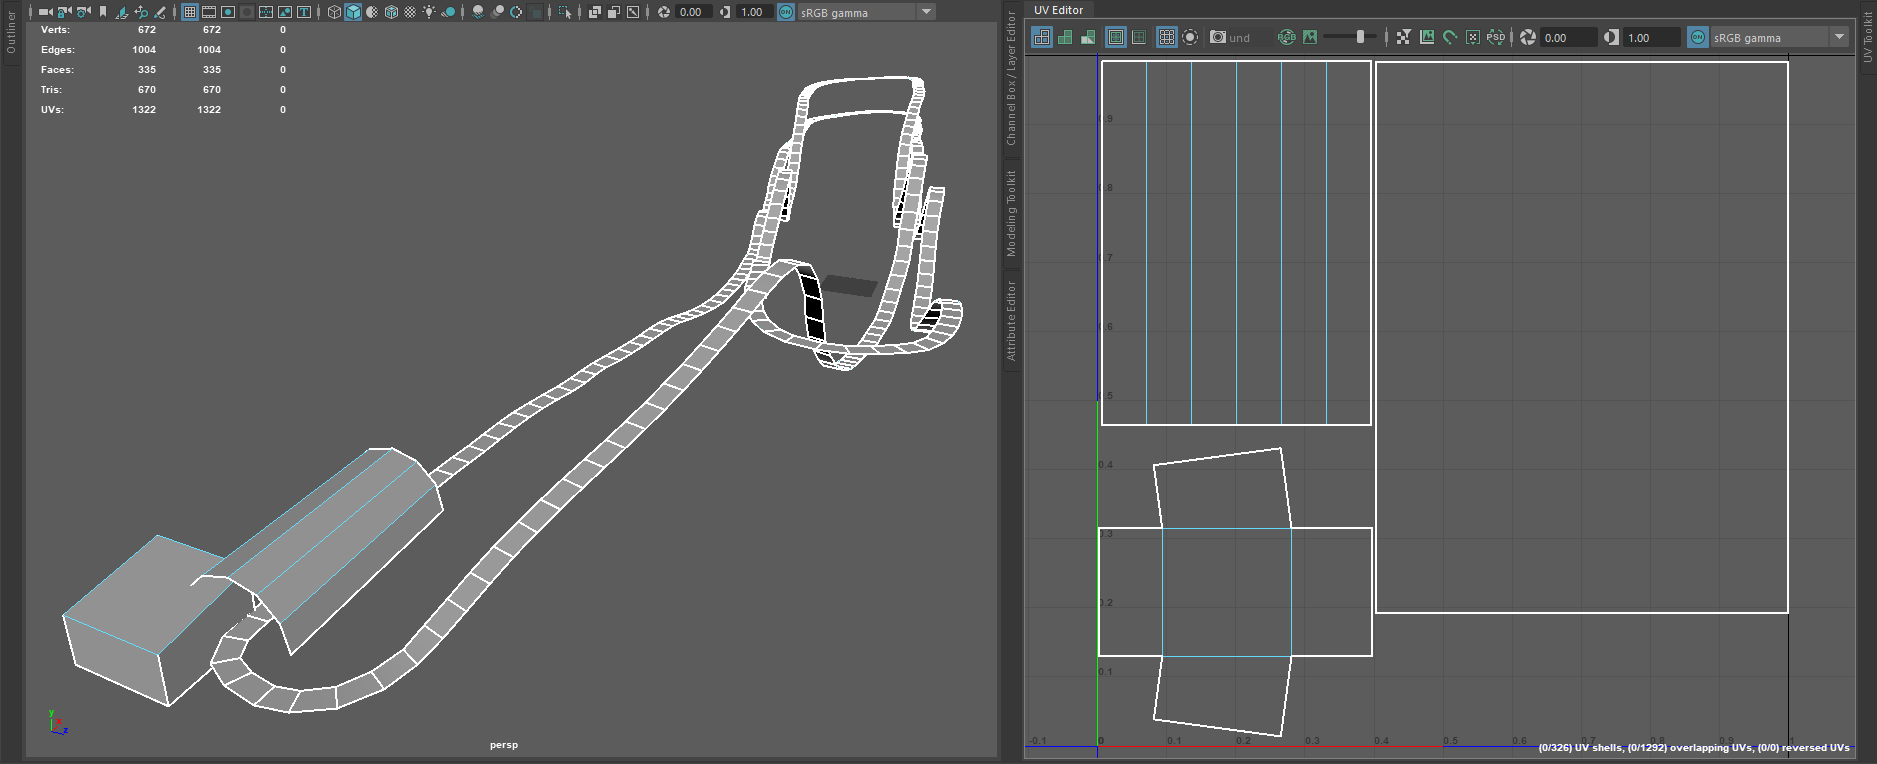 Outliner
0.00
1.00
ON
sRGB gamma
Verts: 672 672 0
Edges: 1004 1004 0
Faces: 335 335 0
Tris: 670 670 0
UVs: 1322 1322 0
y
x
z
persp
Channel Box / Layer Editor
Modeling Toolkit
Attribute Editor
UV Editor
und
RGB
PSD
0.00
1.00
ON
sRGB gamma
UV Toolkit
0.9
0.8
0.7
0.6
0.5
0.4
0.3
0.2
0.1
-0.1 0 0.1 0.2 0.3 0.4 0.5 0.6 0.7 0.8 0.9 1
(0/326) UV shells, (0/1292) overlapping UVs, (0/0) reversed UVs